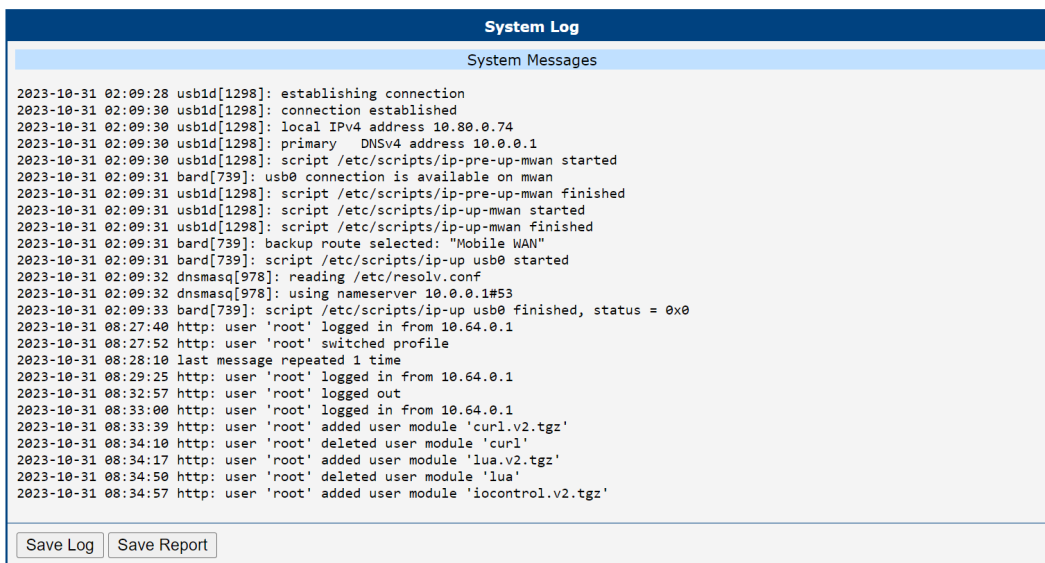 System Log
System Messages
2023-10-31 02:09:28 usb1d[1298]: establishing connection
2023-10-31 02:09:30 usb1d[1298]: connection established
2023-10-31 02:09:30 usb1d[1298]: local IPv4 address 10.80.0.74
2023-10-31 02:09:30 usb1d[1298]: primary   DNSv4 address 10.0.0.1
2023-10-31 02:09:30 usb1d[1298]: script /etc/scripts/ip-pre-up-mwan started
2023-10-31 02:09:31 bard[739]: usb0 connection is available on mwan
2023-10-31 02:09:31 usb1d[1298]: script /etc/scripts/ip-pre-up-mwan finished
2023-10-31 02:09:31 usb1d[1298]: script /etc/scripts/ip-up-mwan started
2023-10-31 02:09:31 usb1d[1298]: script /etc/scripts/ip-up-mwan finished
2023-10-31 02:09:31 bard[739]: backup route selected: "Mobile WAN"
2023-10-31 02:09:31 bard[739]: script /etc/scripts/ip-up usb0 started
2023-10-31 02:09:32 dnsmasq[978]: reading /etc/resolv.conf
2023-10-31 02:09:32 dnsmasq[978]: using nameserver 10.0.0.1#53
2023-10-31 02:09:33 bard[739]: script /etc/scripts/ip-up usb0 finished, status = 0x0
2023-10-31 08:27:40 http: user 'root' logged in from 10.64.0.1
2023-10-31 08:27:52 http: user 'root' switched profile
2023-10-31 08:28:10 last message repeated 1 time
2023-10-31 08:29:25 http: user 'root' logged in from 10.64.0.1
2023-10-31 08:32:57 http: user 'root' logged out
2023-10-31 08:33:00 http: user 'root' logged in from 10.64.0.1
2023-10-31 08:33:39 http: user 'root' added user module 'curl.v2.tgz'
2023-10-31 08:34:10 http: user 'root' deleted user module 'curl'
2023-10-31 08:34:17 http: user 'root' added user module 'lua.v2.tgz'
2023-10-31 08:34:50 http: user 'root' deleted user module 'lua'
2023-10-31 08:34:57 http: user 'root' added user module 'iocontrol.v2.tgz'
Save Log Save Report